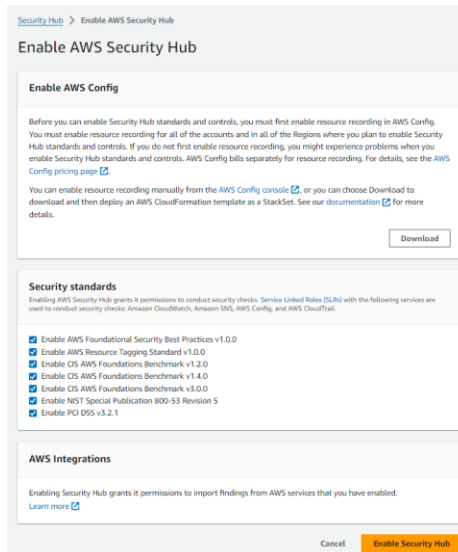 Security Hub > Enable AWS Security Hub
Enable AWS Security Hub
Enable AWS Config
Before you can enable Security Hub standards and controls, you must first enable resource recording in AWS Config.
You must enable resource recording for all of the accounts and in all of the Regions where you plan to enable Security
Hub standards and controls. If you do not first enable resource recording, you might experience problems when you
enable Security Hub standards and controls. AWS Config bills separately for resource recording. For details, see the AWS
Config pricing page.
You can enable resource recording manually from the AWS Config console, or you can choose Download to
download and then deploy an AWS CloudFormation template as a StackSet. See our documentation for more
details.
Download
Security standards
Enabling AWS Security Hub grants it permissions to conduct security checks. Service Linked Roles (SLRs) with the following services are
used to conduct security checks: Amazon CloudWatch, Amazon SNS, AWS Config, and AWS CloudTrail.
Enable AWS Foundational Security Best Practices v1.0.0
Enable AWS Resource Tagging Standard v1.0.0
Enable CIS AWS Foundations Benchmark v1.2.0
Enable CIS AWS Foundations Benchmark v1.4.0
Enable CIS AWS Foundations Benchmark v3.0.0
Enable NIST Special Publication 800-53 Revision 5
Enable PCI DSS v3.2.1
AWS Integrations
Enabling Security Hub grants it permissions to import findings from AWS services that you have enabled.
Learn more
Cancel Enable Security Hub